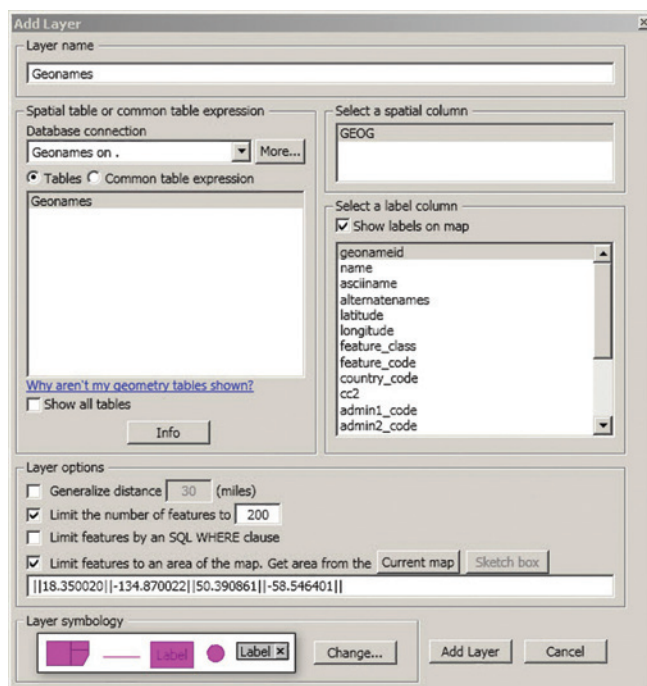 Add Layer
Layer name
Geonames
Spatial table or common table expression
Database connection
Geonames on .
More...
Tables
Common table expression
Geonames
Why aren't my geometry tables shown?
Show all tables
Info
Select a spatial column
GEOG
Select a label column
Show labels on map
geonameid
name
asciiname
alternatenames
latitude
longitude
feature_class
feature_code
country_code
cc2
admin1_code
admin2_code
Layer options
Generalize distance 30 (miles)
Limit the number of features to 200
Limit features by an SQL WHERE clause
Limit features to an area of the map. Get area from the Current map Sketch box
||18.350020||-134.870022||50.390861||-58.546401||
Layer symbology
Label
Label
Change...
Add Layer
Cancel